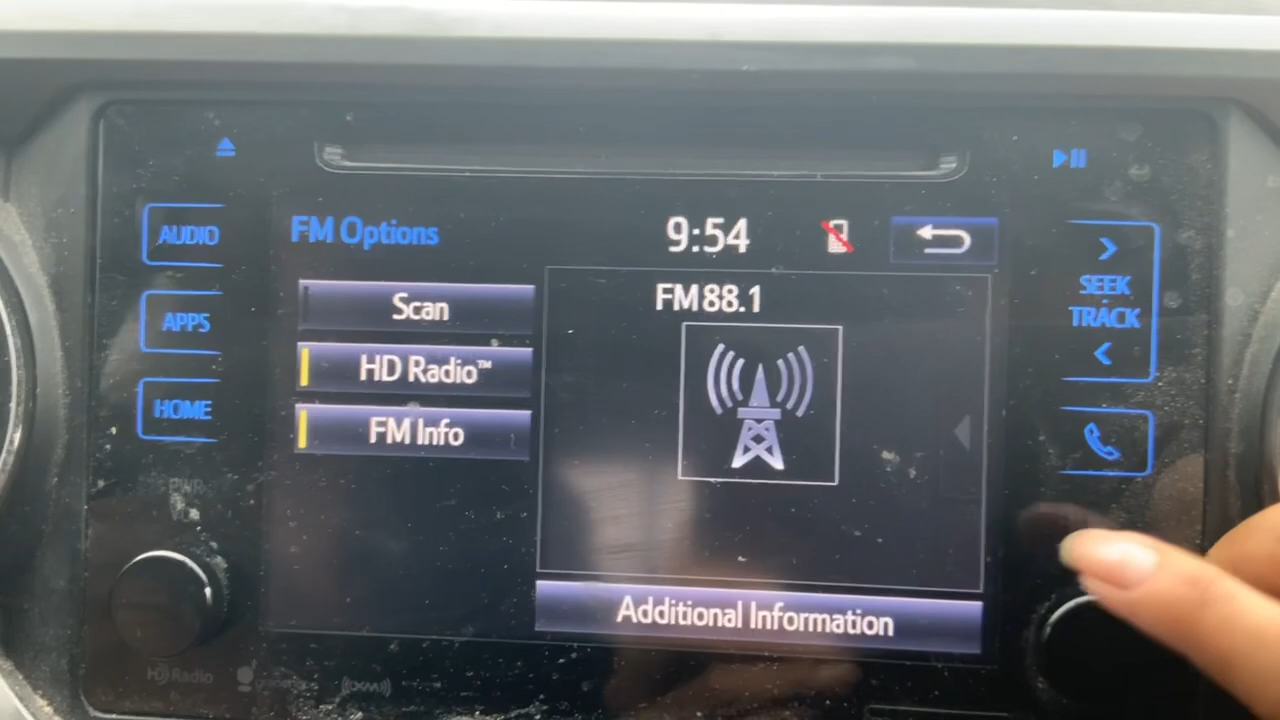 AUDIO
FM Options
9:54
>
SEEK
TRACK
<
Scan
FM 88.1
APPS
HD Radio™
HOME
FM Info
PWR
Additional Information
HD Radio
((XM))